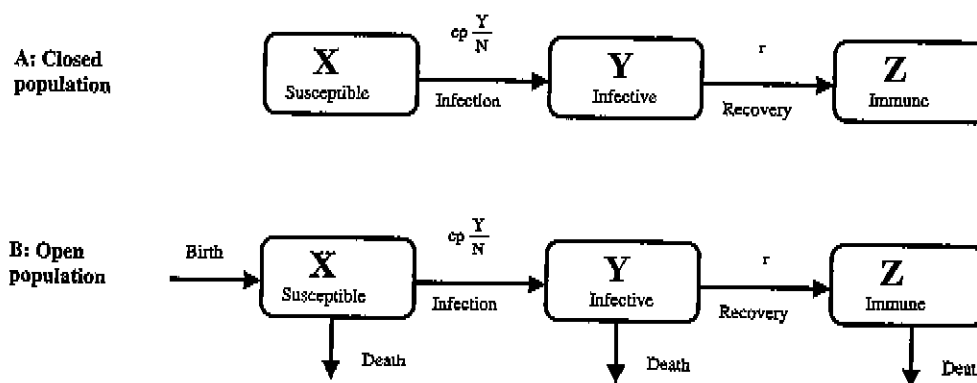 A: Closed
population
X
Susceptible
cp Y/N
Infection
Y
Infective
r
Recovery
Z
Immune
B: Open
population
Birth
X
Susceptible
cp Y/N
Infection
Y
Infective
r
Recovery
Z
Immune
Death
Death